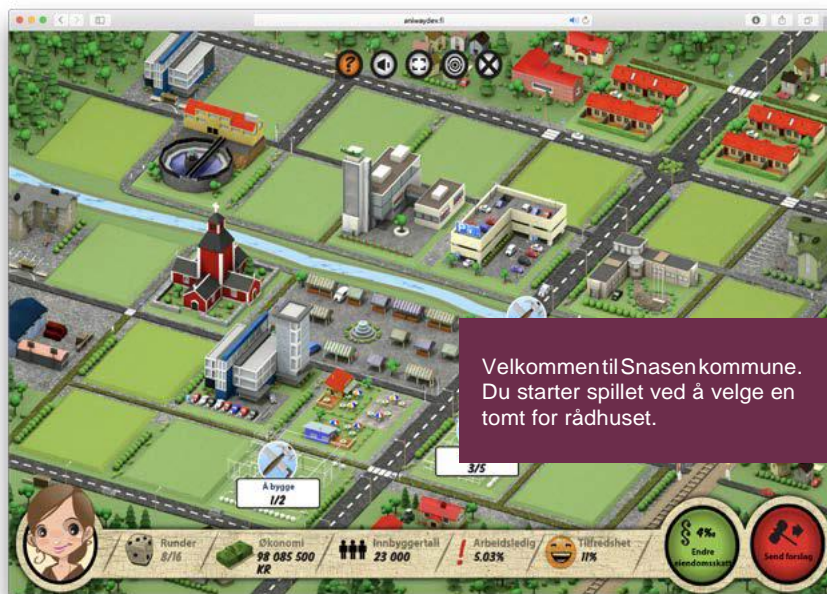 aniwaydev.fi
?
P
Velkommen til Snasen kommune.
Du starter spillet ved å velge en
tomt for rådhuset.
3/5
Å bygge
1/2
Runder
8/16
Økonomi
98 085 500
KR
Innbyggertall
23 000
Arbeidsledig
5.03%
Tilfredshet
11%
§ 4‰
Endre
eiendomsskatt
Send forslag